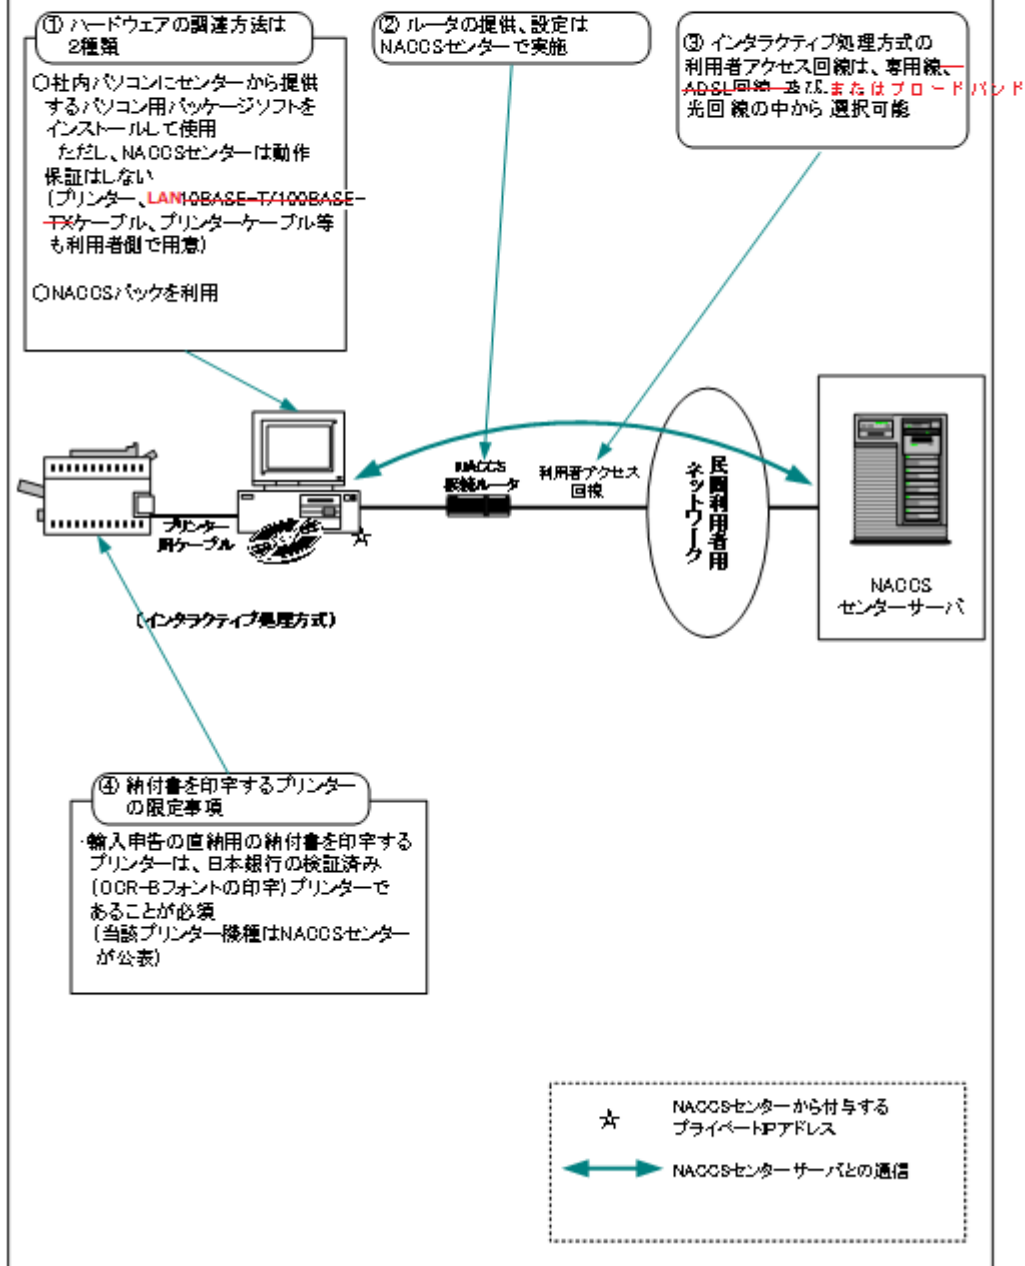 ① ハードウェアの調達方法は
2種類
○社内パソコンにセンターから提供
するパソコン用パッケージソフトを
インストールして使用
ただし、NACCSセンターは動作
保証はしない
(プリンター、LAN10BASE-T/100BASE-
TXケーブル、プリンターケーブル等
も利用者側で用意)
○NACCSパックを利用
② ルータの提供、設定は
NACCSセンターで実施
③ インタラクティブ処理方式の
利用者アクセス回線は、専用線、
ADSL回線 及び またはブロードバンド
光回線の中から 選択可能
NACCS
接続ルータ
利用者アクセス
回線
民間利用者用
ネットワーク
NACCS
センターサーバ
プリンター
用ケーブル
☆
(インタラクティブ処理方式)
④ 納付書を印字するプリンター
の限定事項
・輸入申告の直納用の納付書を印字する
プリンターは、日本銀行の検証済み
(OCR-Bフォントの印字)プリンターで
あることが必須
(当該プリンター機種はNACCSセンター
が公表)
☆ NACCSセンターから付与する
プライベートIPアドレス
NACCSセンターサーバとの通信